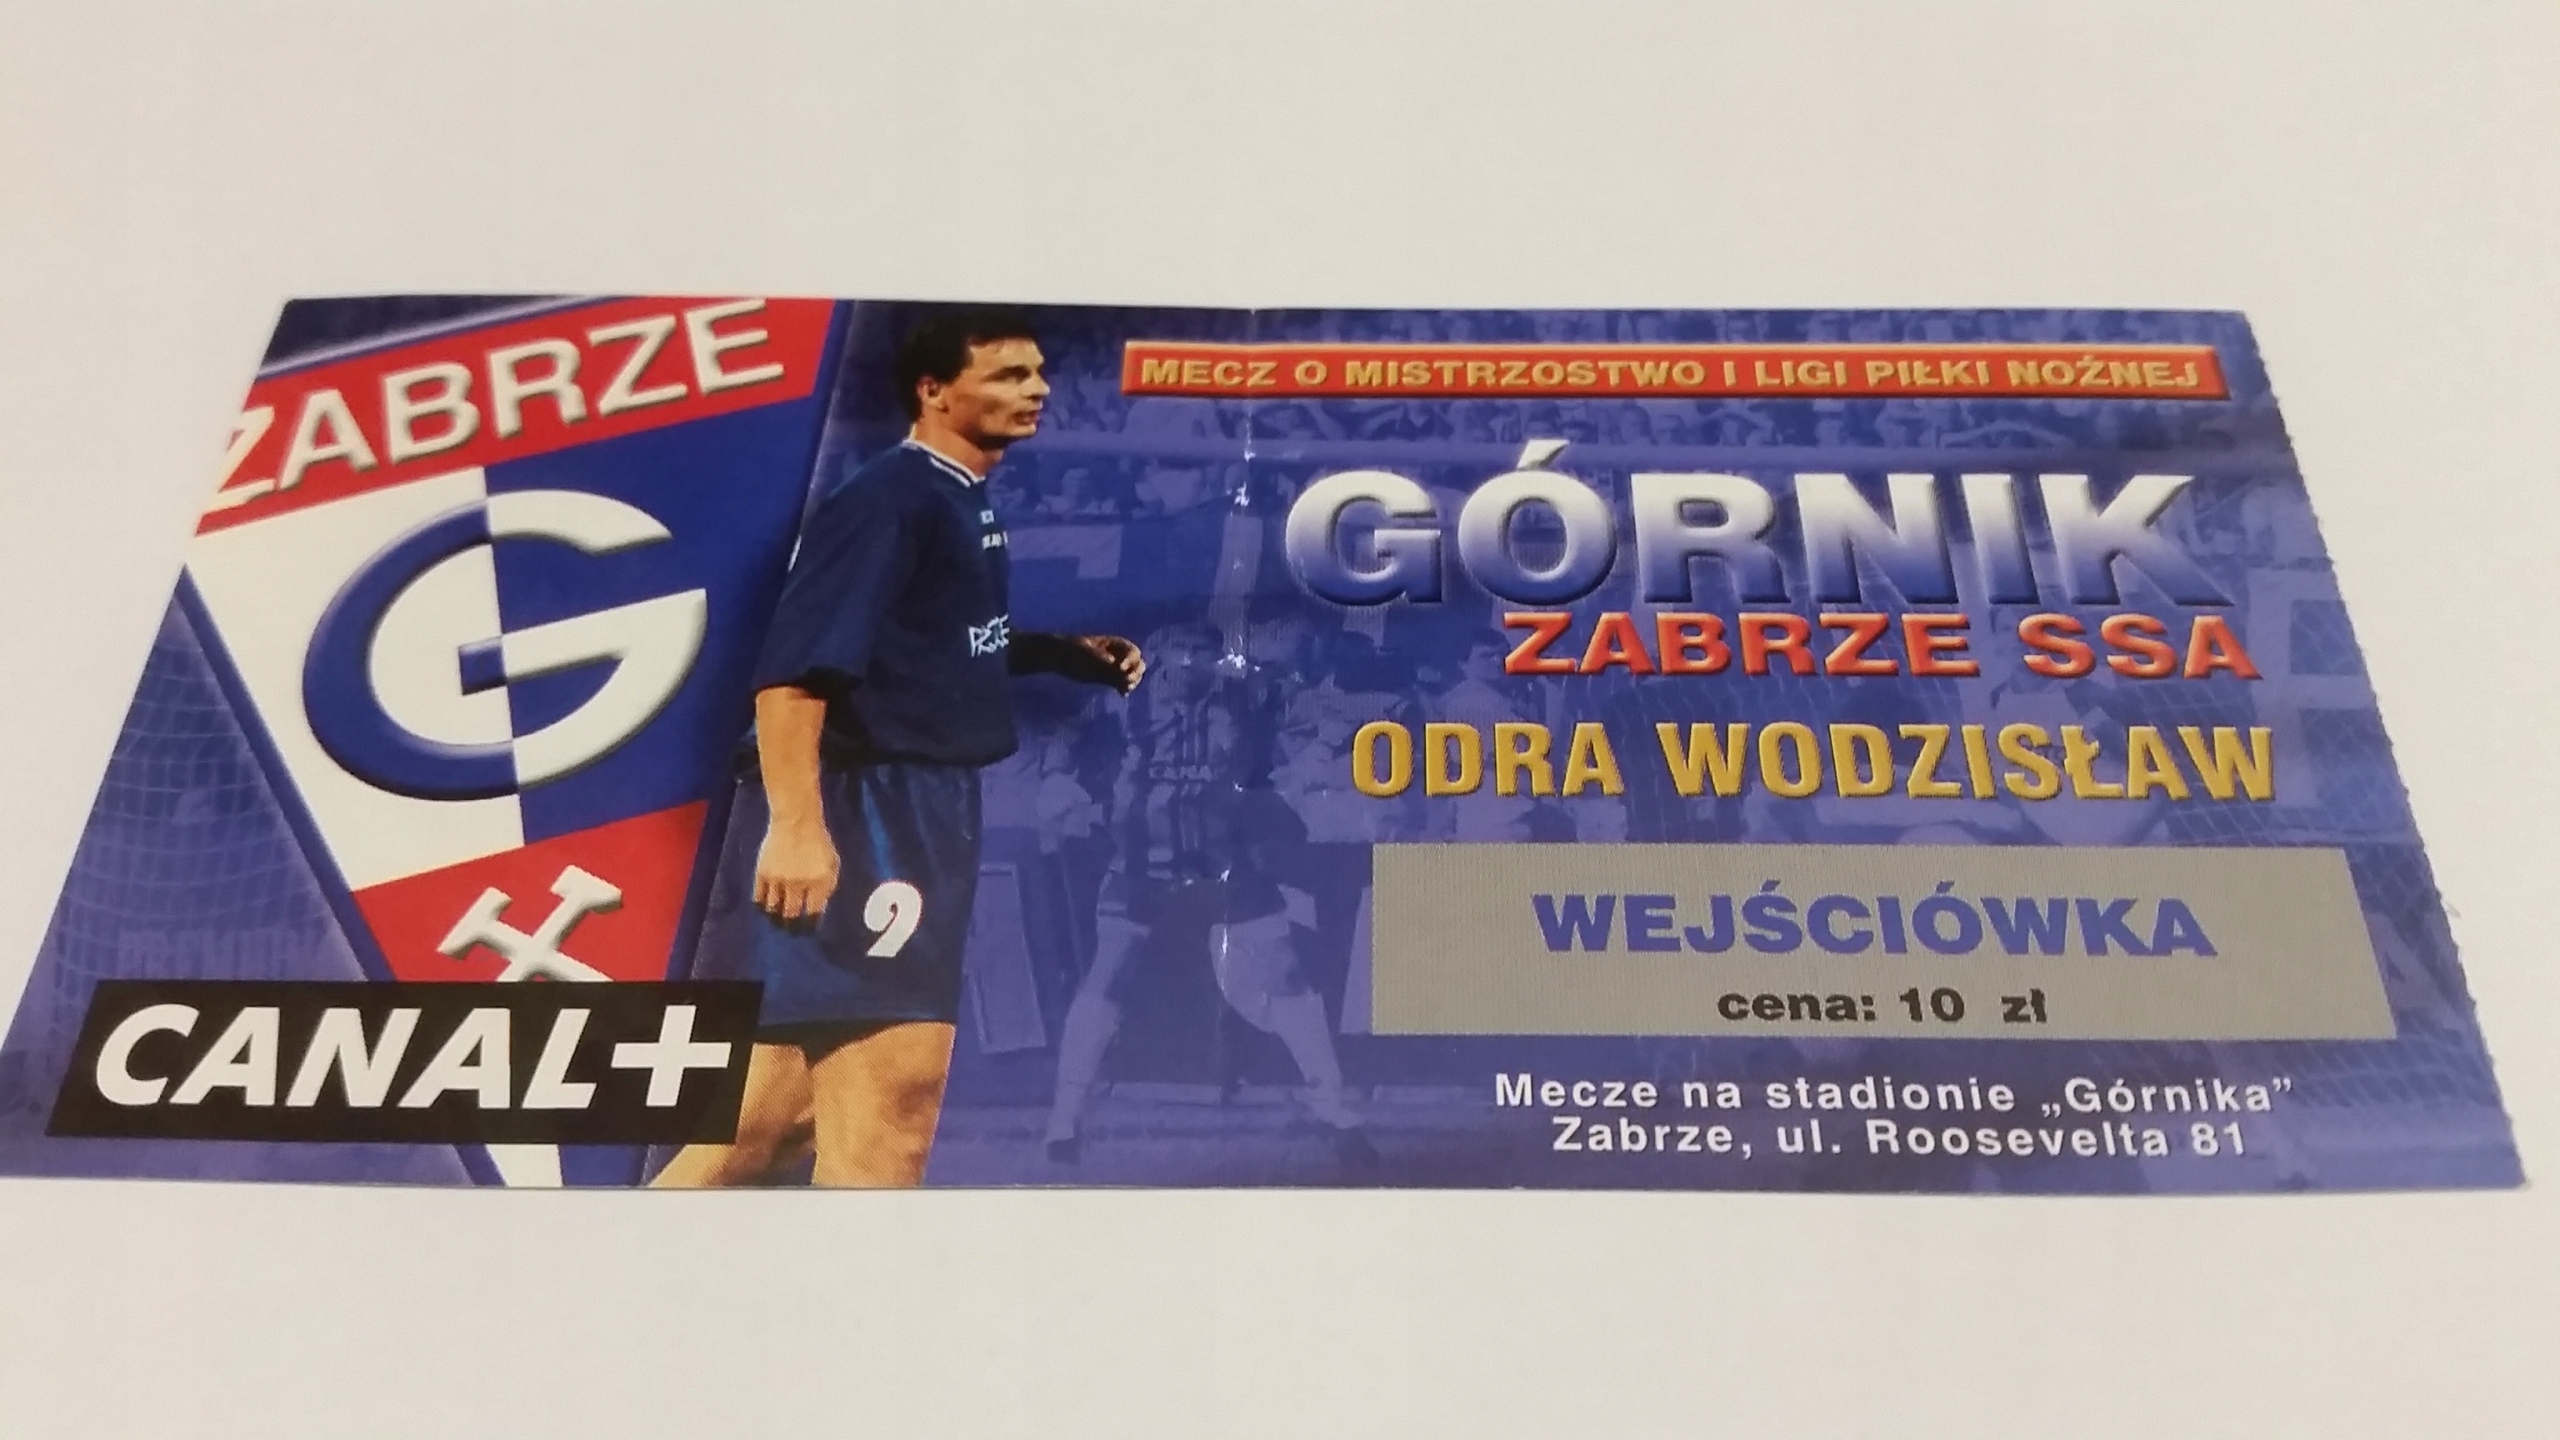 ZABRZE
G
CANAL+
9
MECZ O MISTRZOSTWO I LIGI PIŁKI NOŻNEJ
GÓRNIK
ZABRZE SSA
ODRA WODZISŁAW
WEJŚCIÓWKA
cena: 10 zł
Mecze na stadionie „Górnika”
Zabrze, ul. Roosevelta 81